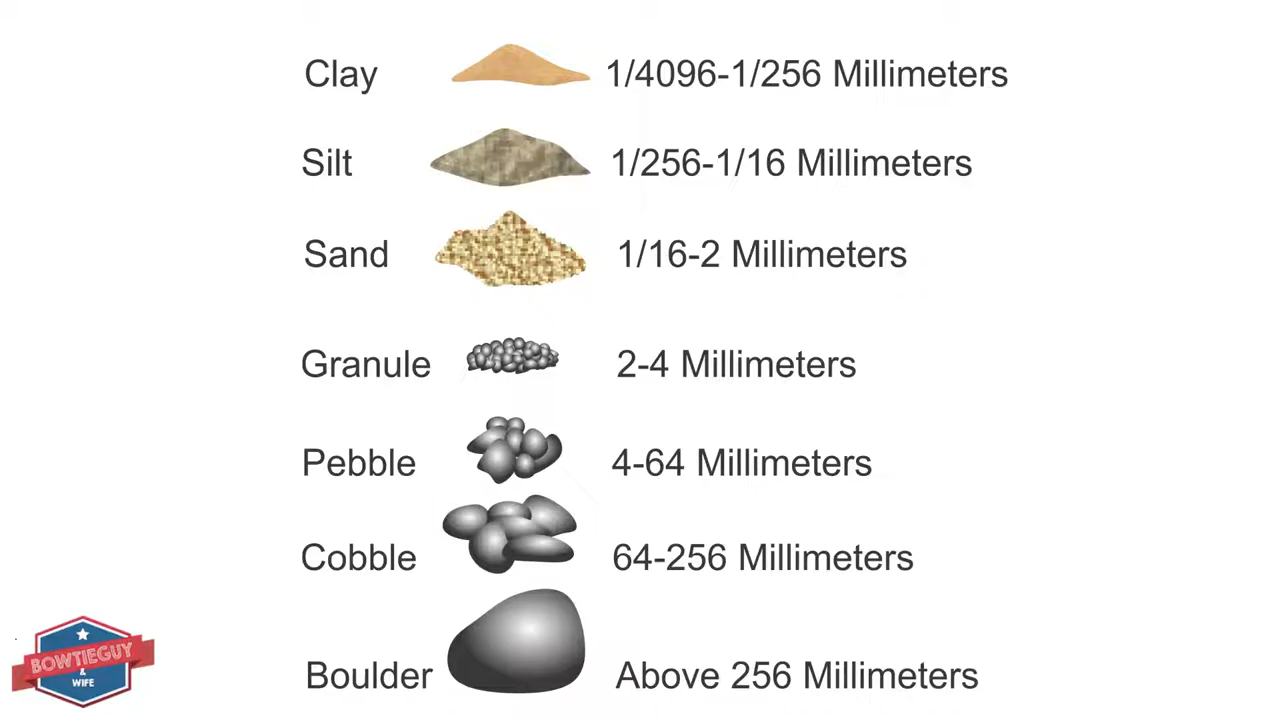 Clay 1/4096-1/256 Millimeters
Silt 1/256-1/16 Millimeters
Sand 1/16-2 Millimeters
Granule 2-4 Millimeters
Pebble 4-64 Millimeters
Cobble 64-256 Millimeters
Boulder Above 256 Millimeters
BOWTIEGUY
&
WIFE